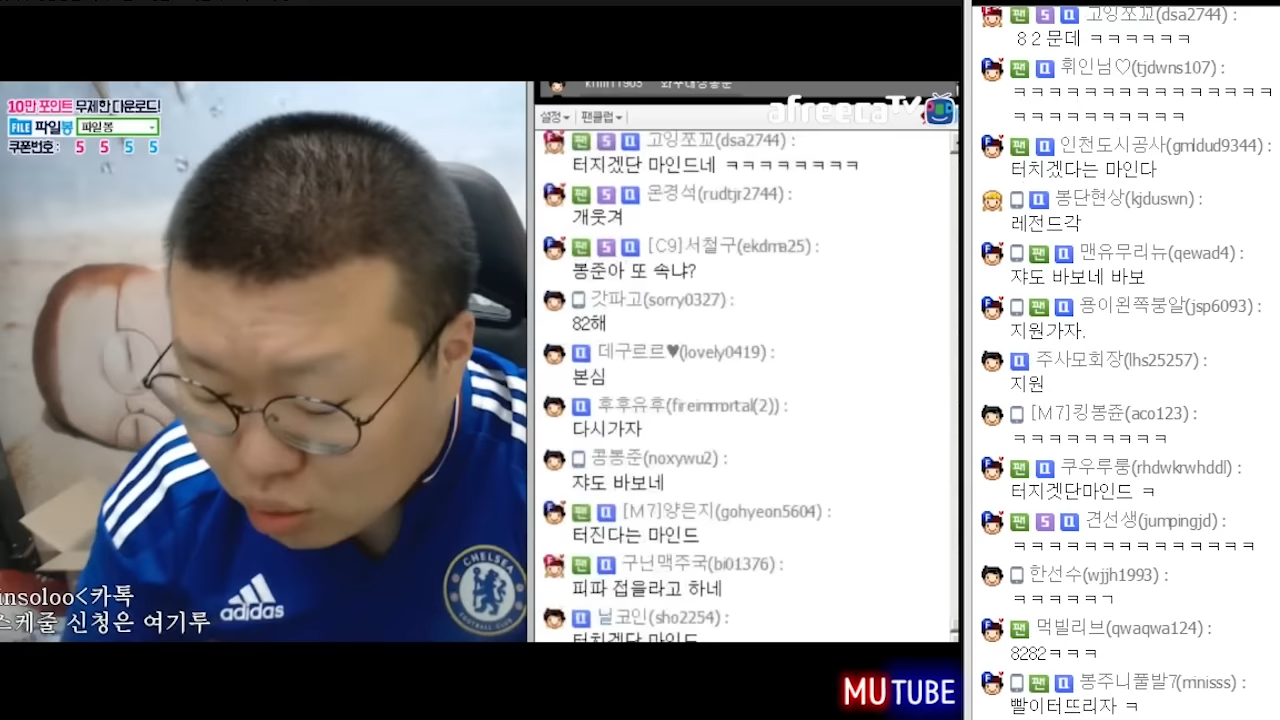 10만 포인트 무제한 다운로드!
FILE 파일봉 파일봉
쿠폰번호 : 5 5 5 5
CHELSEA
adidas
insoloo<카톡
스케줄 신청은 여기루
afreecaTV
설정 팬클럽
고잉쪼꼬(dsa2744) :
터지겠단 마인드네 ㅋㅋㅋㅋㅋㅋㅋㅋ
몬경석(rudtjr2744) :
개웃겨
[C9]서철구(ekdma25) :
봉준아 또 속냐?
갓파고(sorry0327) :
82해
데구르르♥(lovely0419) :
본심
후후유후(fireimmortal(2)) :
다시가자
콩봉준(noxywu2) :
쟈도 바보네
[M7]양은지(gohyeon5604) :
터진다는 마인드
구닌맥주국(bi01376) :
피파 접을라고 하네
닐코인(sho2254) :
터치겠단 마인드
MUTUBE
고잉쪼꼬(dsa2744) :
8 2 문데 ㅋㅋㅋㅋㅋㅋ
휘인님♡(tjdwns107) :
ㅋㅋㅋㅋㅋㅋㅋㅋㅋㅋㅋㅋㅋㅋㅋ
ㅋㅋㅋㅋㅋㅋㅋㅋㅋㅋ
인천도시공사(gmldud9344) :
터치겠다는 마인다
봉단현상(kjduswn) :
레전드각
맨유무리뉴(qewad4) :
쟈도 바보네 바보
용이왼쪽붕알(jsp6093) :
지원가자.
주사모회장(lhs25257) :
지원
[M7]킹봉쥰(aco123) :
ㅋㅋㅋㅋㅋㅋㅋㅋㅋ
쿠우루룽(rhdwkrwhddl) :
터지겟단마인드 ㅋ
견선생(jumpingjd) :
ㅋㅋㅋㅋㅋㅋㅋㅋㅋㅋㅋㅋㅋㅋ
한선수(wjjh1993) :
ㅋㅋㅋㅋㅋㄱ
먹빌리브(qwaqwa124) :
8282ㅋㅋㅋ
봉주니풀발7(minisss) :
빨이터뜨리자 ㅋ